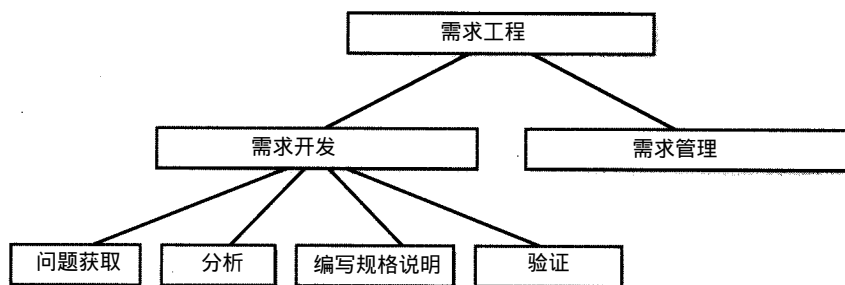 需求工程
需求开发
需求管理
问题获取
分析
编写规格说明
验证